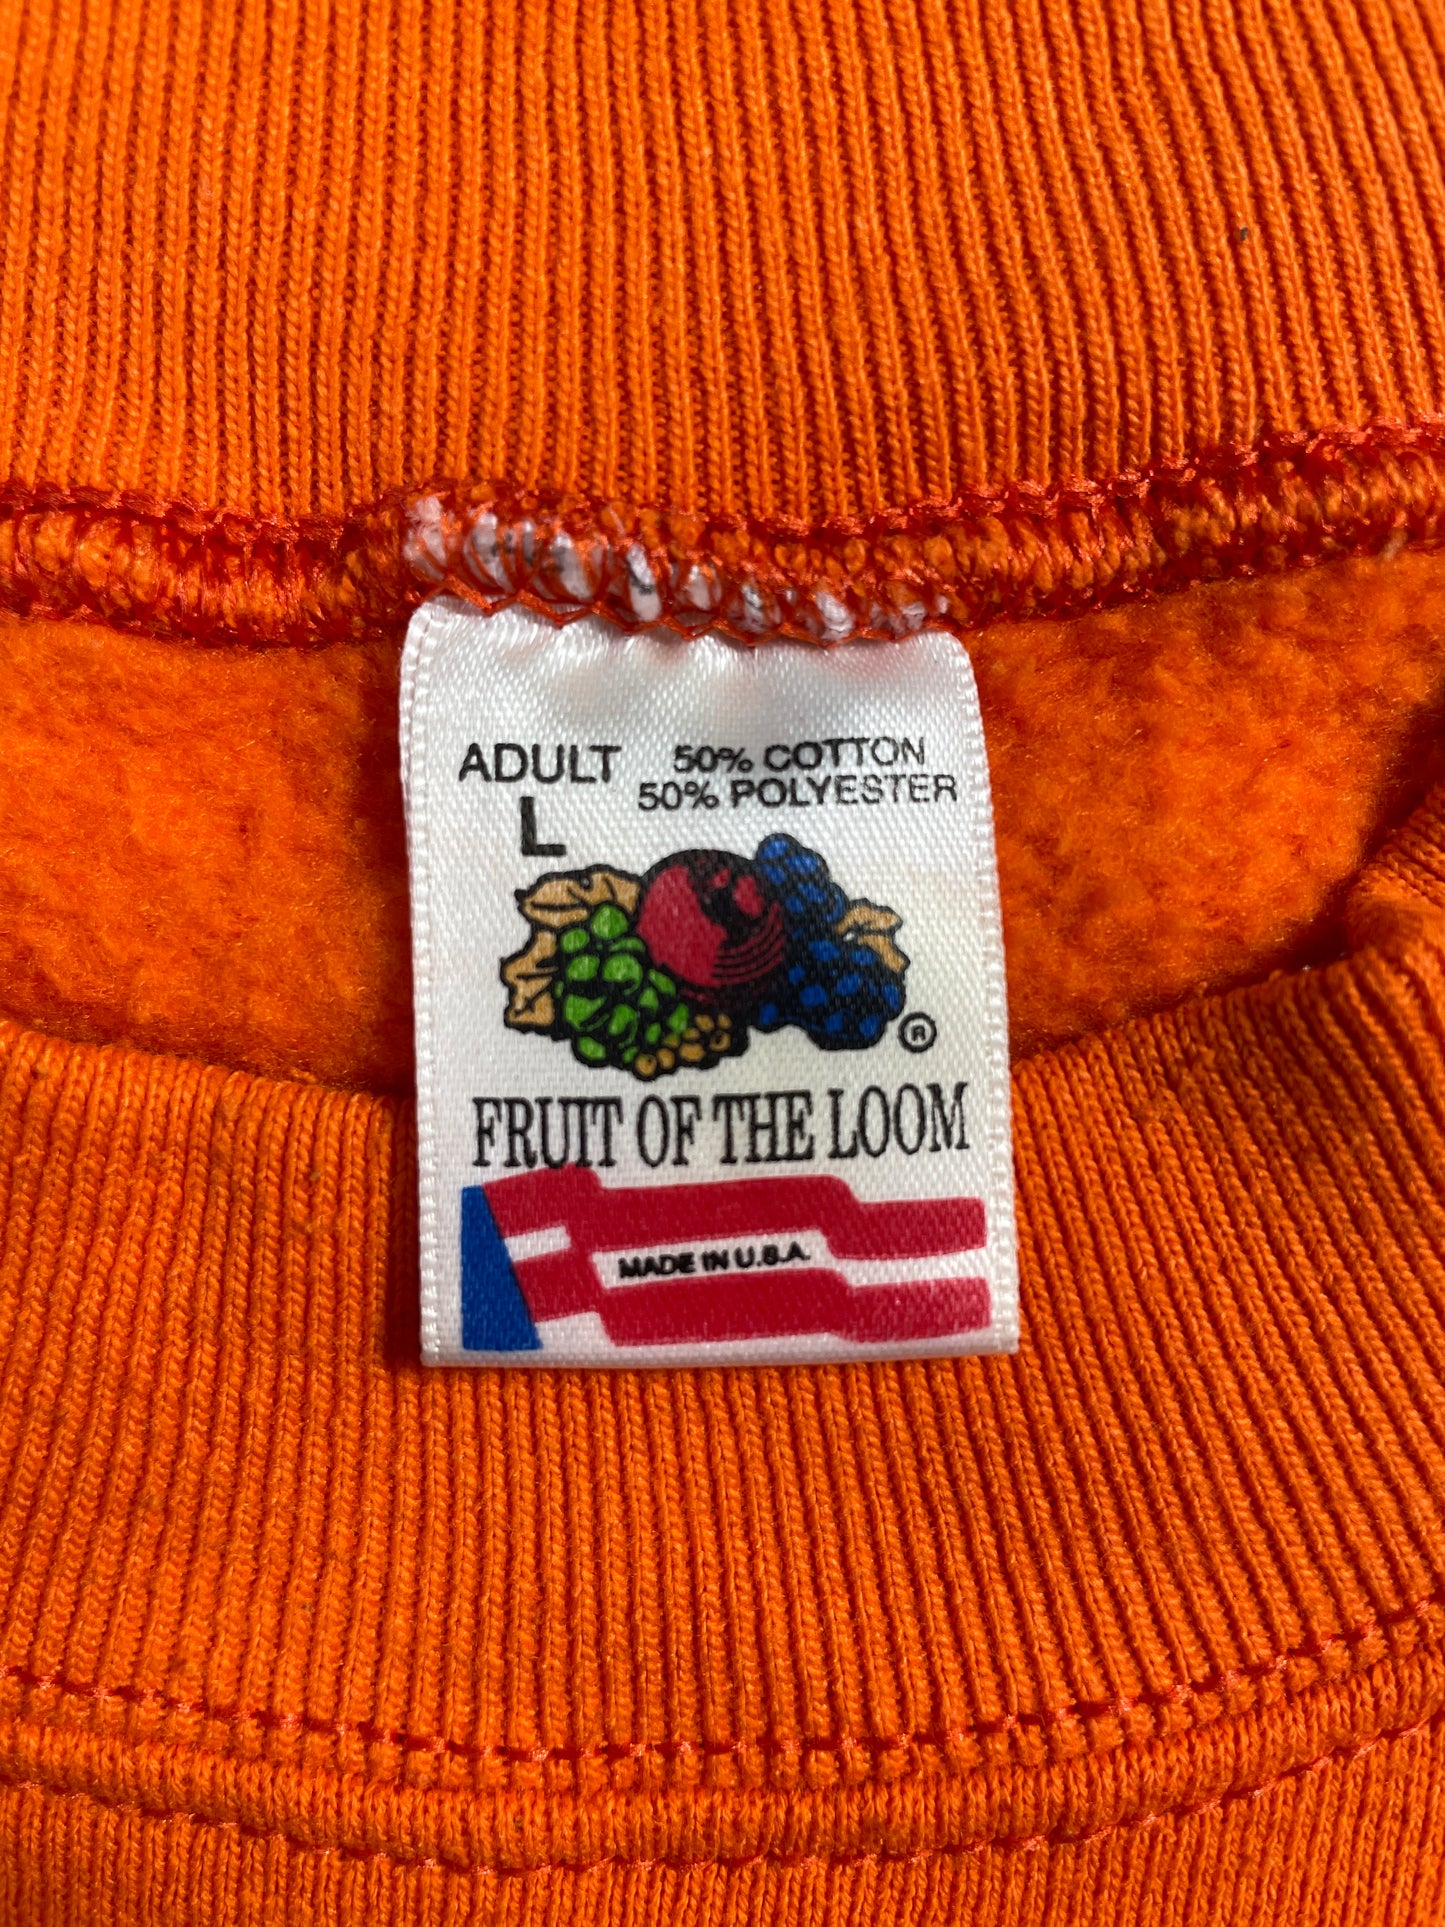 ADULT
L
50% COTTON
50% POLYESTER
®
FRUIT OF THE LOOM
MADE IN U.S.A.